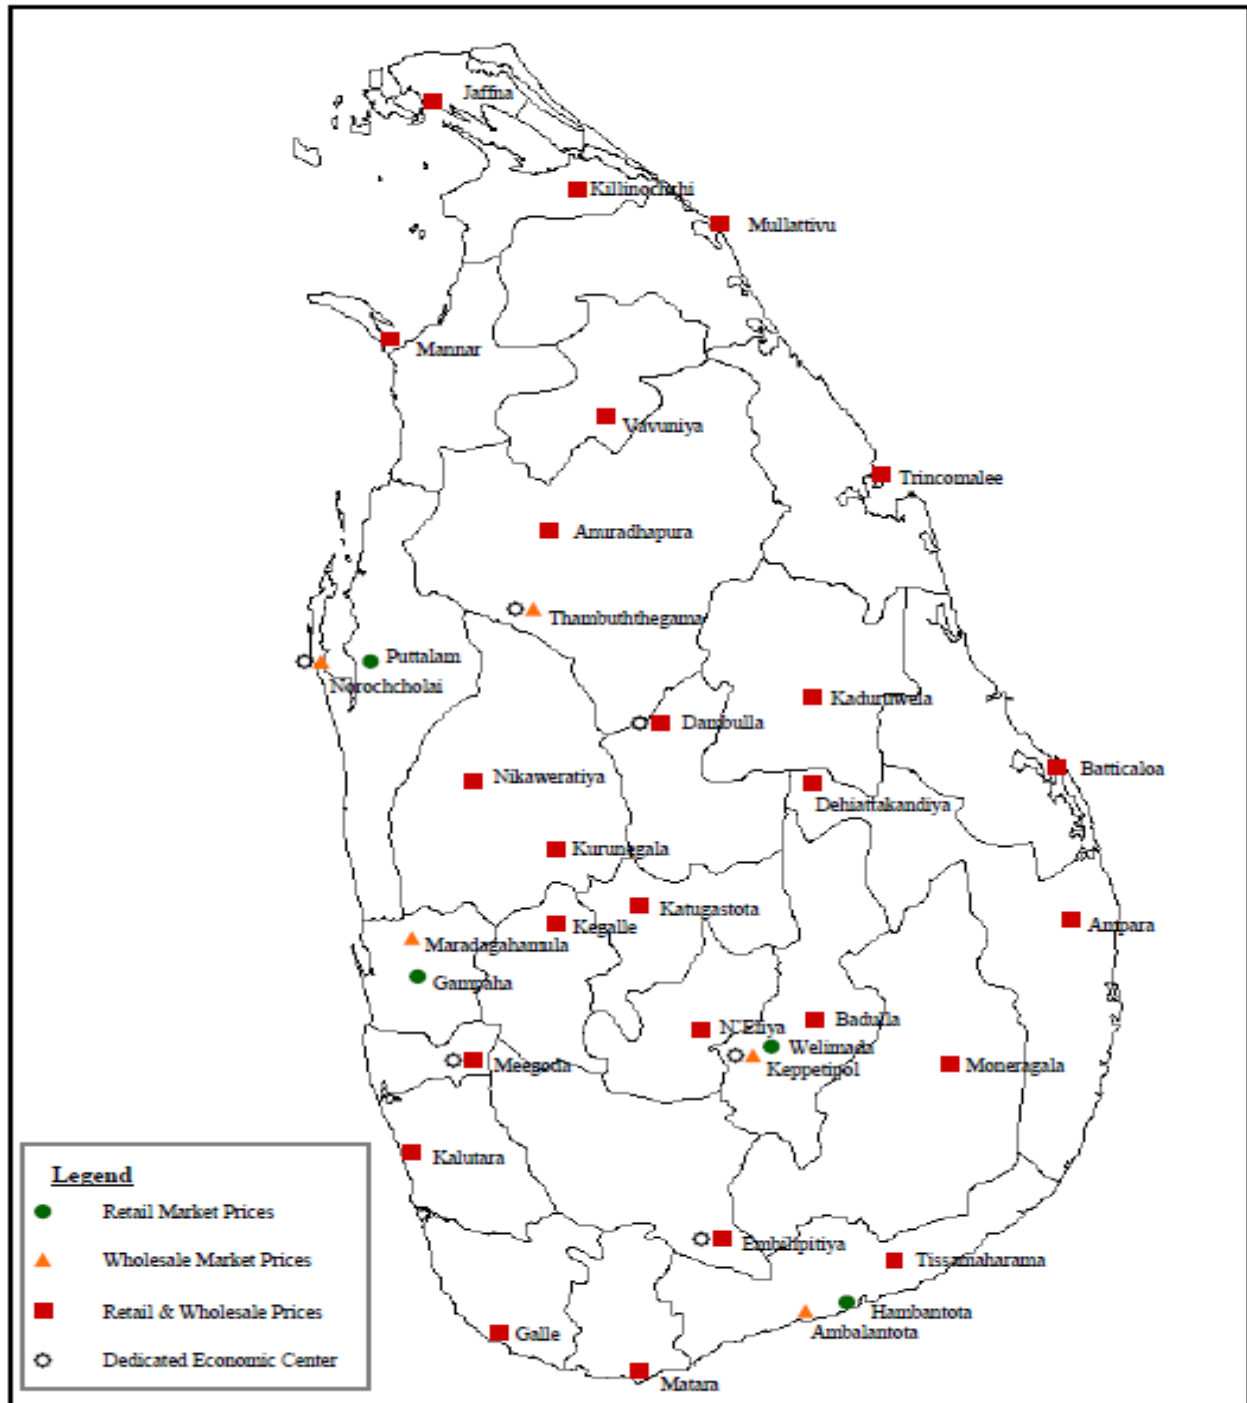 Jaffna
Killinochchi
Mullattivu
Mannar
Vavuniya
Trincomalee
Anuradhapura
Thambuththegama
Puttalam
Norochcholai
Kaduruwela
Dambulla
Batticaloa
Nikaweratiya
Dehiattakandiya
Kurunegala
Katugastota
Ampara
Kegalle
Maradagahamula
Gampaha
Badulla
N'Eliya
Welimada
Keppetipol
Moneragala
Meegoda
Kalutara
Embilipitiya
Tissamaharama
Hambantota
Ambalantota
Galle
Matara
Legend
Retail Market Prices
Wholesale Market Prices
Retail & Wholesale Prices
Dedicated Economic Center